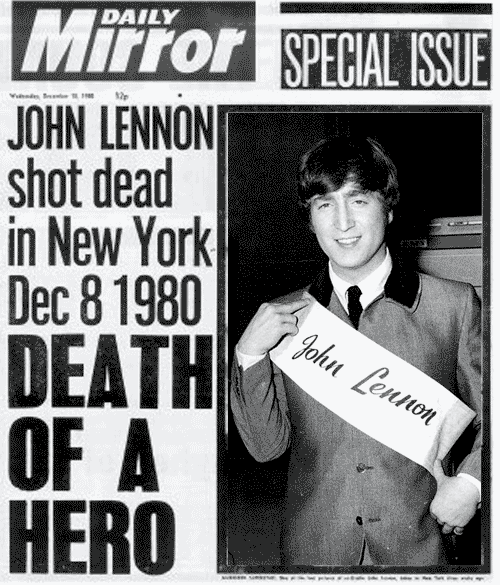 DAILY
Mirror
SPECIAL ISSUE
Wednesday, December 10, 1980 12p
JOHN LENNON
shot dead
in New York
Dec 8 1980
DEATH
OF A
HERO
John Lennon